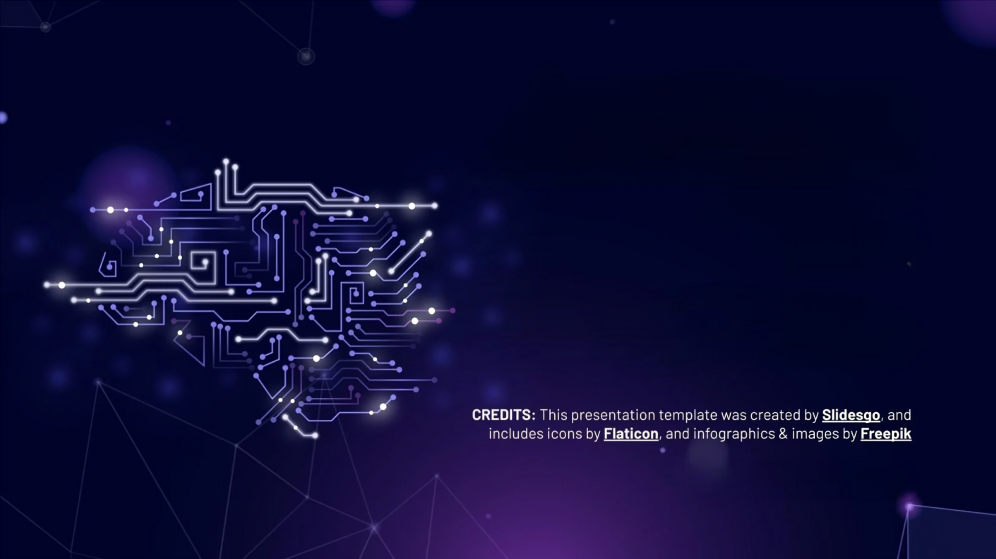 CREDITS: This presentation template was created by Slidesgo, and
includes icons by Flaticon, and infographics & images by Freepik